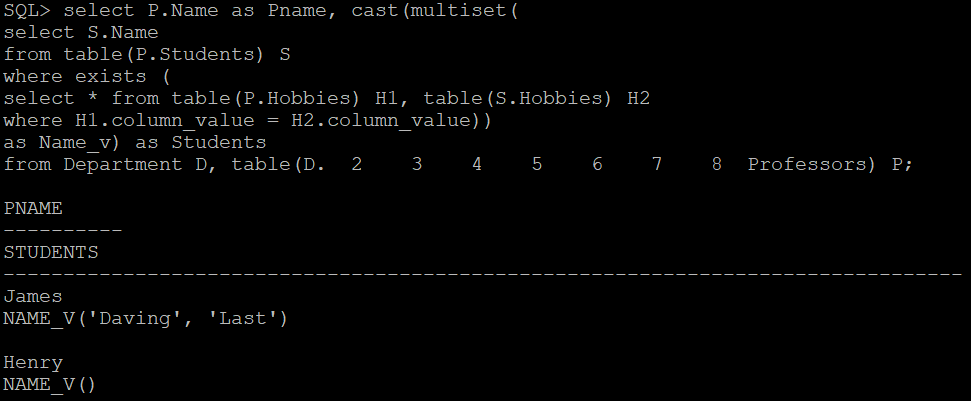 SQL> select P.Name as Pname, cast(multiset(
select S.Name
from table(P.Students) S
where exists (
select * from table(P.Hobbies) H1, table(S.Hobbies) H2
where H1.column_value = H2.column_value))
as Name_v) as Students
from Department D, table(D.  2    3    4    5    6    7    8  Professors) P;
PNAME
----------
STUDENTS
--------------------------------------------------------------------------------
James
NAME_V('Daving', 'Last')
Henry
NAME_V()